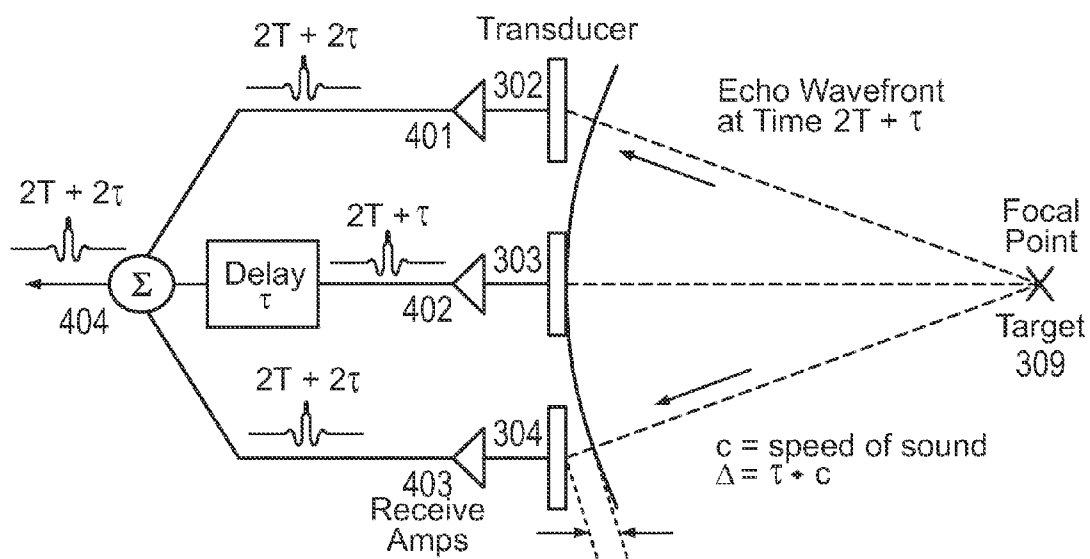 Transducer
2T + 2τ
302
401
Echo Wavefront
at Time 2T + τ
2T + 2τ
Σ
404
Delay
τ
2T + τ
303
402
Focal
Point
Target
309
2T + 2τ
304
403
Receive
Amps
c = speed of sound
Δ = τ * c